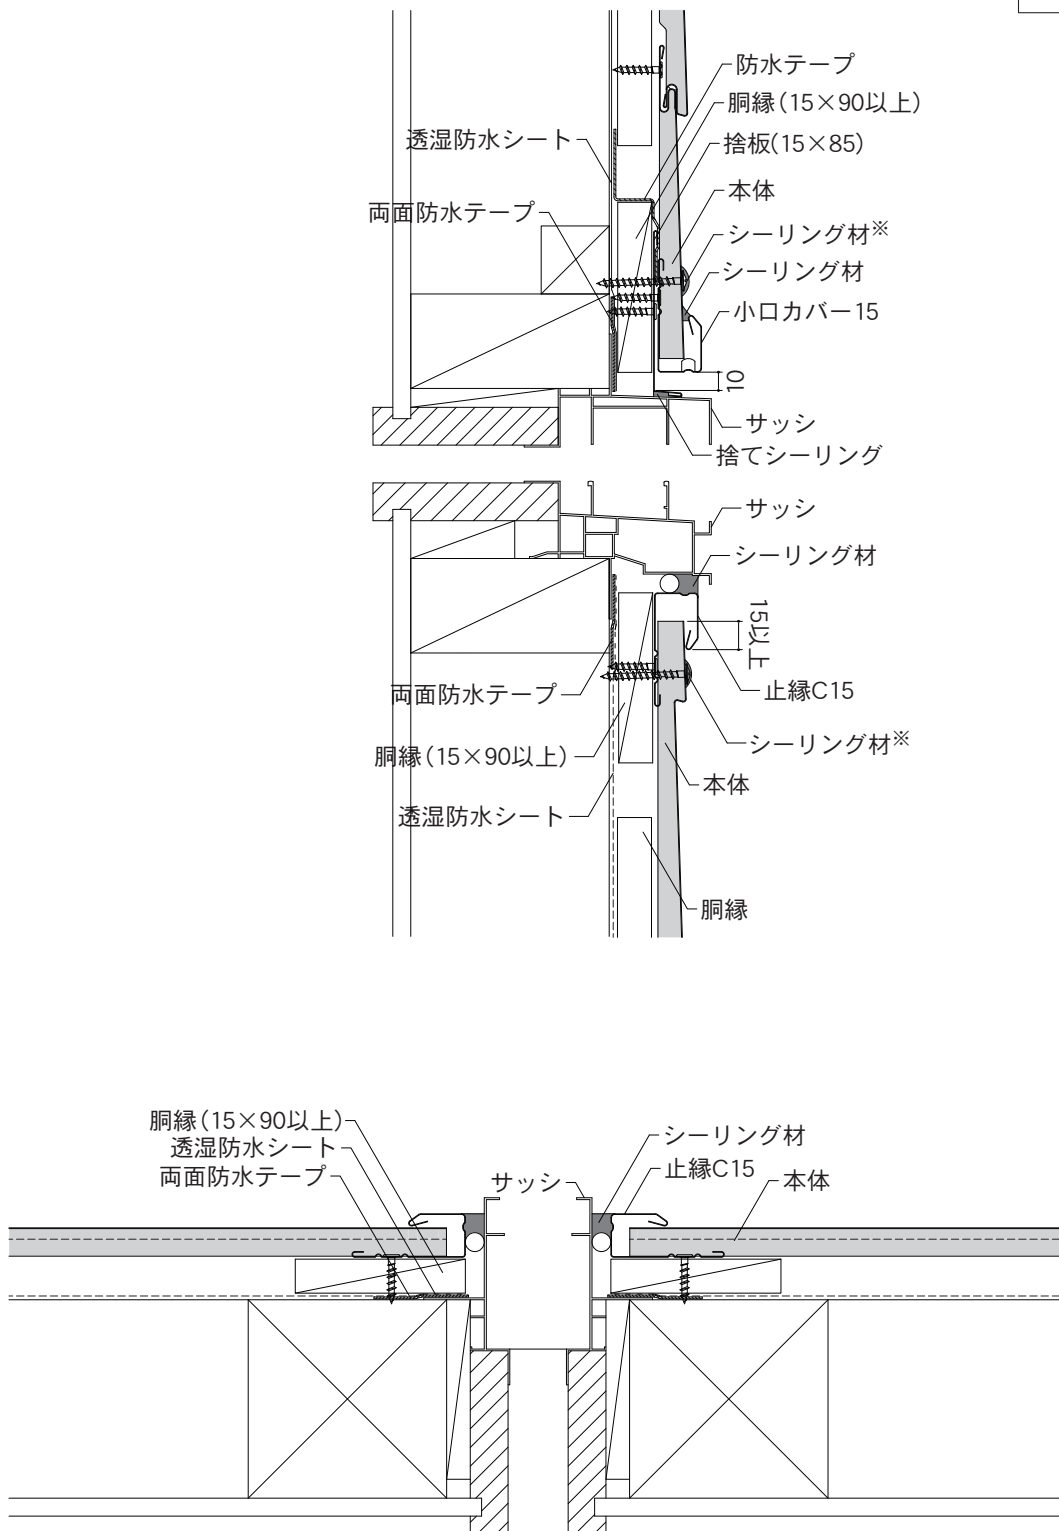 防水テープ
胴縁(15×90以上)
透湿防水シート
捨板(15×85)
本体
両面防水テープ
シーリング材※
シーリング材
小口カバー15
10
サッシ
捨てシーリング
サッシ
シーリング材
15以上
両面防水テープ
止縁C15
シーリング材※
胴縁(15×90以上)
本体
透湿防水シート
胴縁
胴縁(15×90以上)
透湿防水シート
両面防水テープ
サッシ
シーリング材
止縁C15
本体